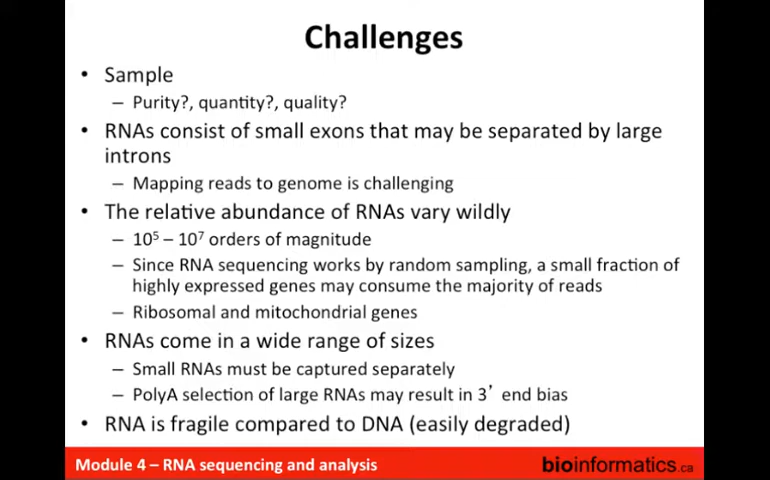 Challenges
• Sample
– Purity?, quantity?, quality?
• RNAs consist of small exons that may be separated by large
introns
– Mapping reads to genome is challenging
• The relative abundance of RNAs vary wildly
– 10⁵ – 10⁷ orders of magnitude
– Since RNA sequencing works by random sampling, a small fraction of
highly expressed genes may consume the majority of reads
– Ribosomal and mitochondrial genes
• RNAs come in a wide range of sizes
– Small RNAs must be captured separately
– PolyA selection of large RNAs may result in 3’ end bias
• RNA is fragile compared to DNA (easily degraded)
Module 4 – RNA sequencing and analysis
bioinformatics.ca